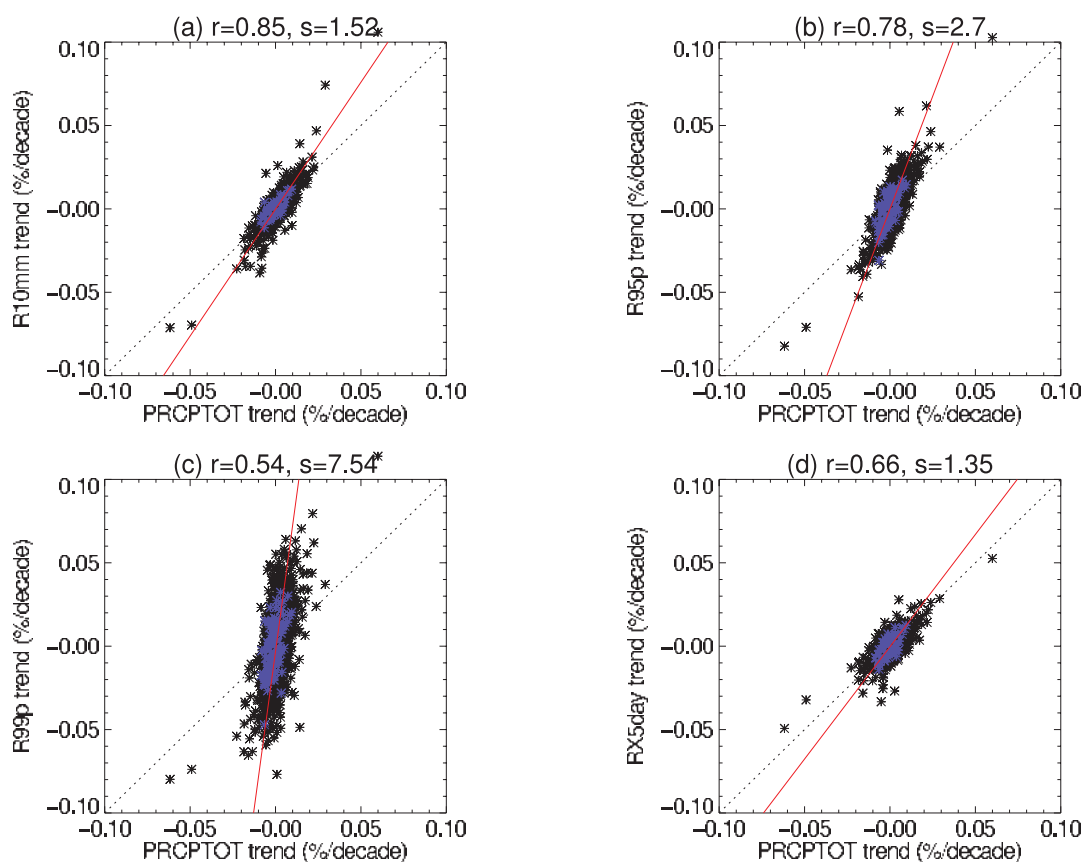 (a) r=0.85, s=1.52
0.10
0.05
−0.00
−0.05
−0.10
R10mm trend (%/decade)
−0.10 −0.05 −0.00 0.05 0.10
PRCPTOT trend (%/decade)
(b) r=0.78, s=2.7
0.10
0.05
−0.00
−0.05
−0.10
R95p trend (%/decade)
−0.10 −0.05 −0.00 0.05 0.10
PRCPTOT trend (%/decade)
(c) r=0.54, s=7.54
0.10
0.05
−0.00
−0.05
−0.10
R99p trend (%/decade)
−0.10 −0.05 −0.00 0.05 0.10
PRCPTOT trend (%/decade)
(d) r=0.66, s=1.35
0.10
0.05
−0.00
−0.05
−0.10
RX5day trend (%/decade)
−0.10 −0.05 −0.00 0.05 0.10
PRCPTOT trend (%/decade)